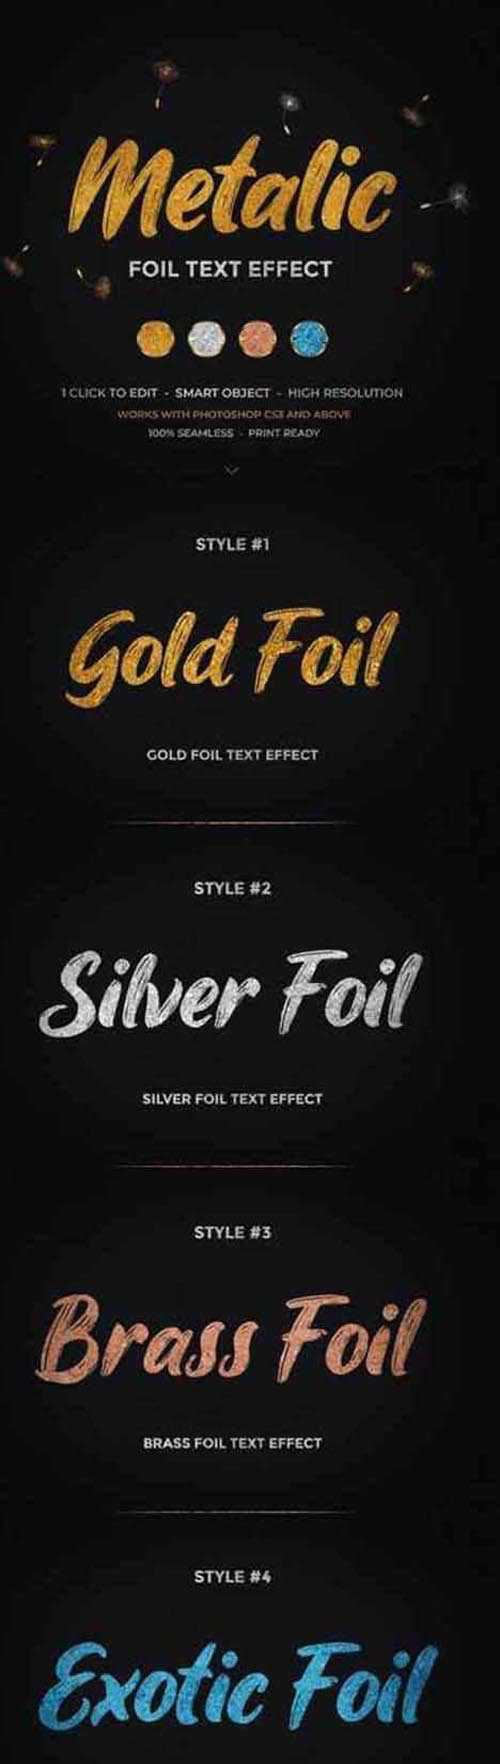 Metalic
FOIL TEXT EFFECT
1 CLICK TO EDIT - SMART OBJECT - HIGH RESOLUTION
WORKS WITH PHOTOSHOP CS3 AND ABOVE
100% SEAMLESS - PRINT READY
STYLE #1
Gold Foil
GOLD FOIL TEXT EFFECT
STYLE #2
Silver Foil
SILVER FOIL TEXT EFFECT
STYLE #3
Brass Foil
BRASS FOIL TEXT EFFECT
STYLE #4
Exotic Foil